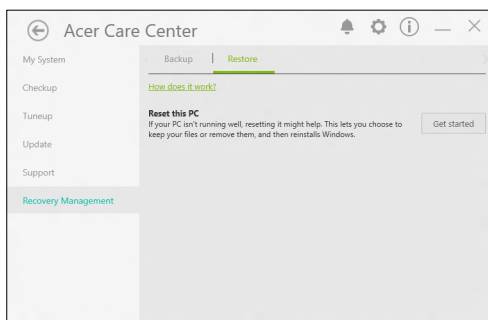 Acer Care Center
My System
Backup
Restore
Checkup
How does it work?
Reset this PC
If your PC isn't running well, resetting it might help. This lets you choose to
keep your files or remove them, and then reinstalls Windows.
Get started
Tuneup
Update
Support
Recovery Management